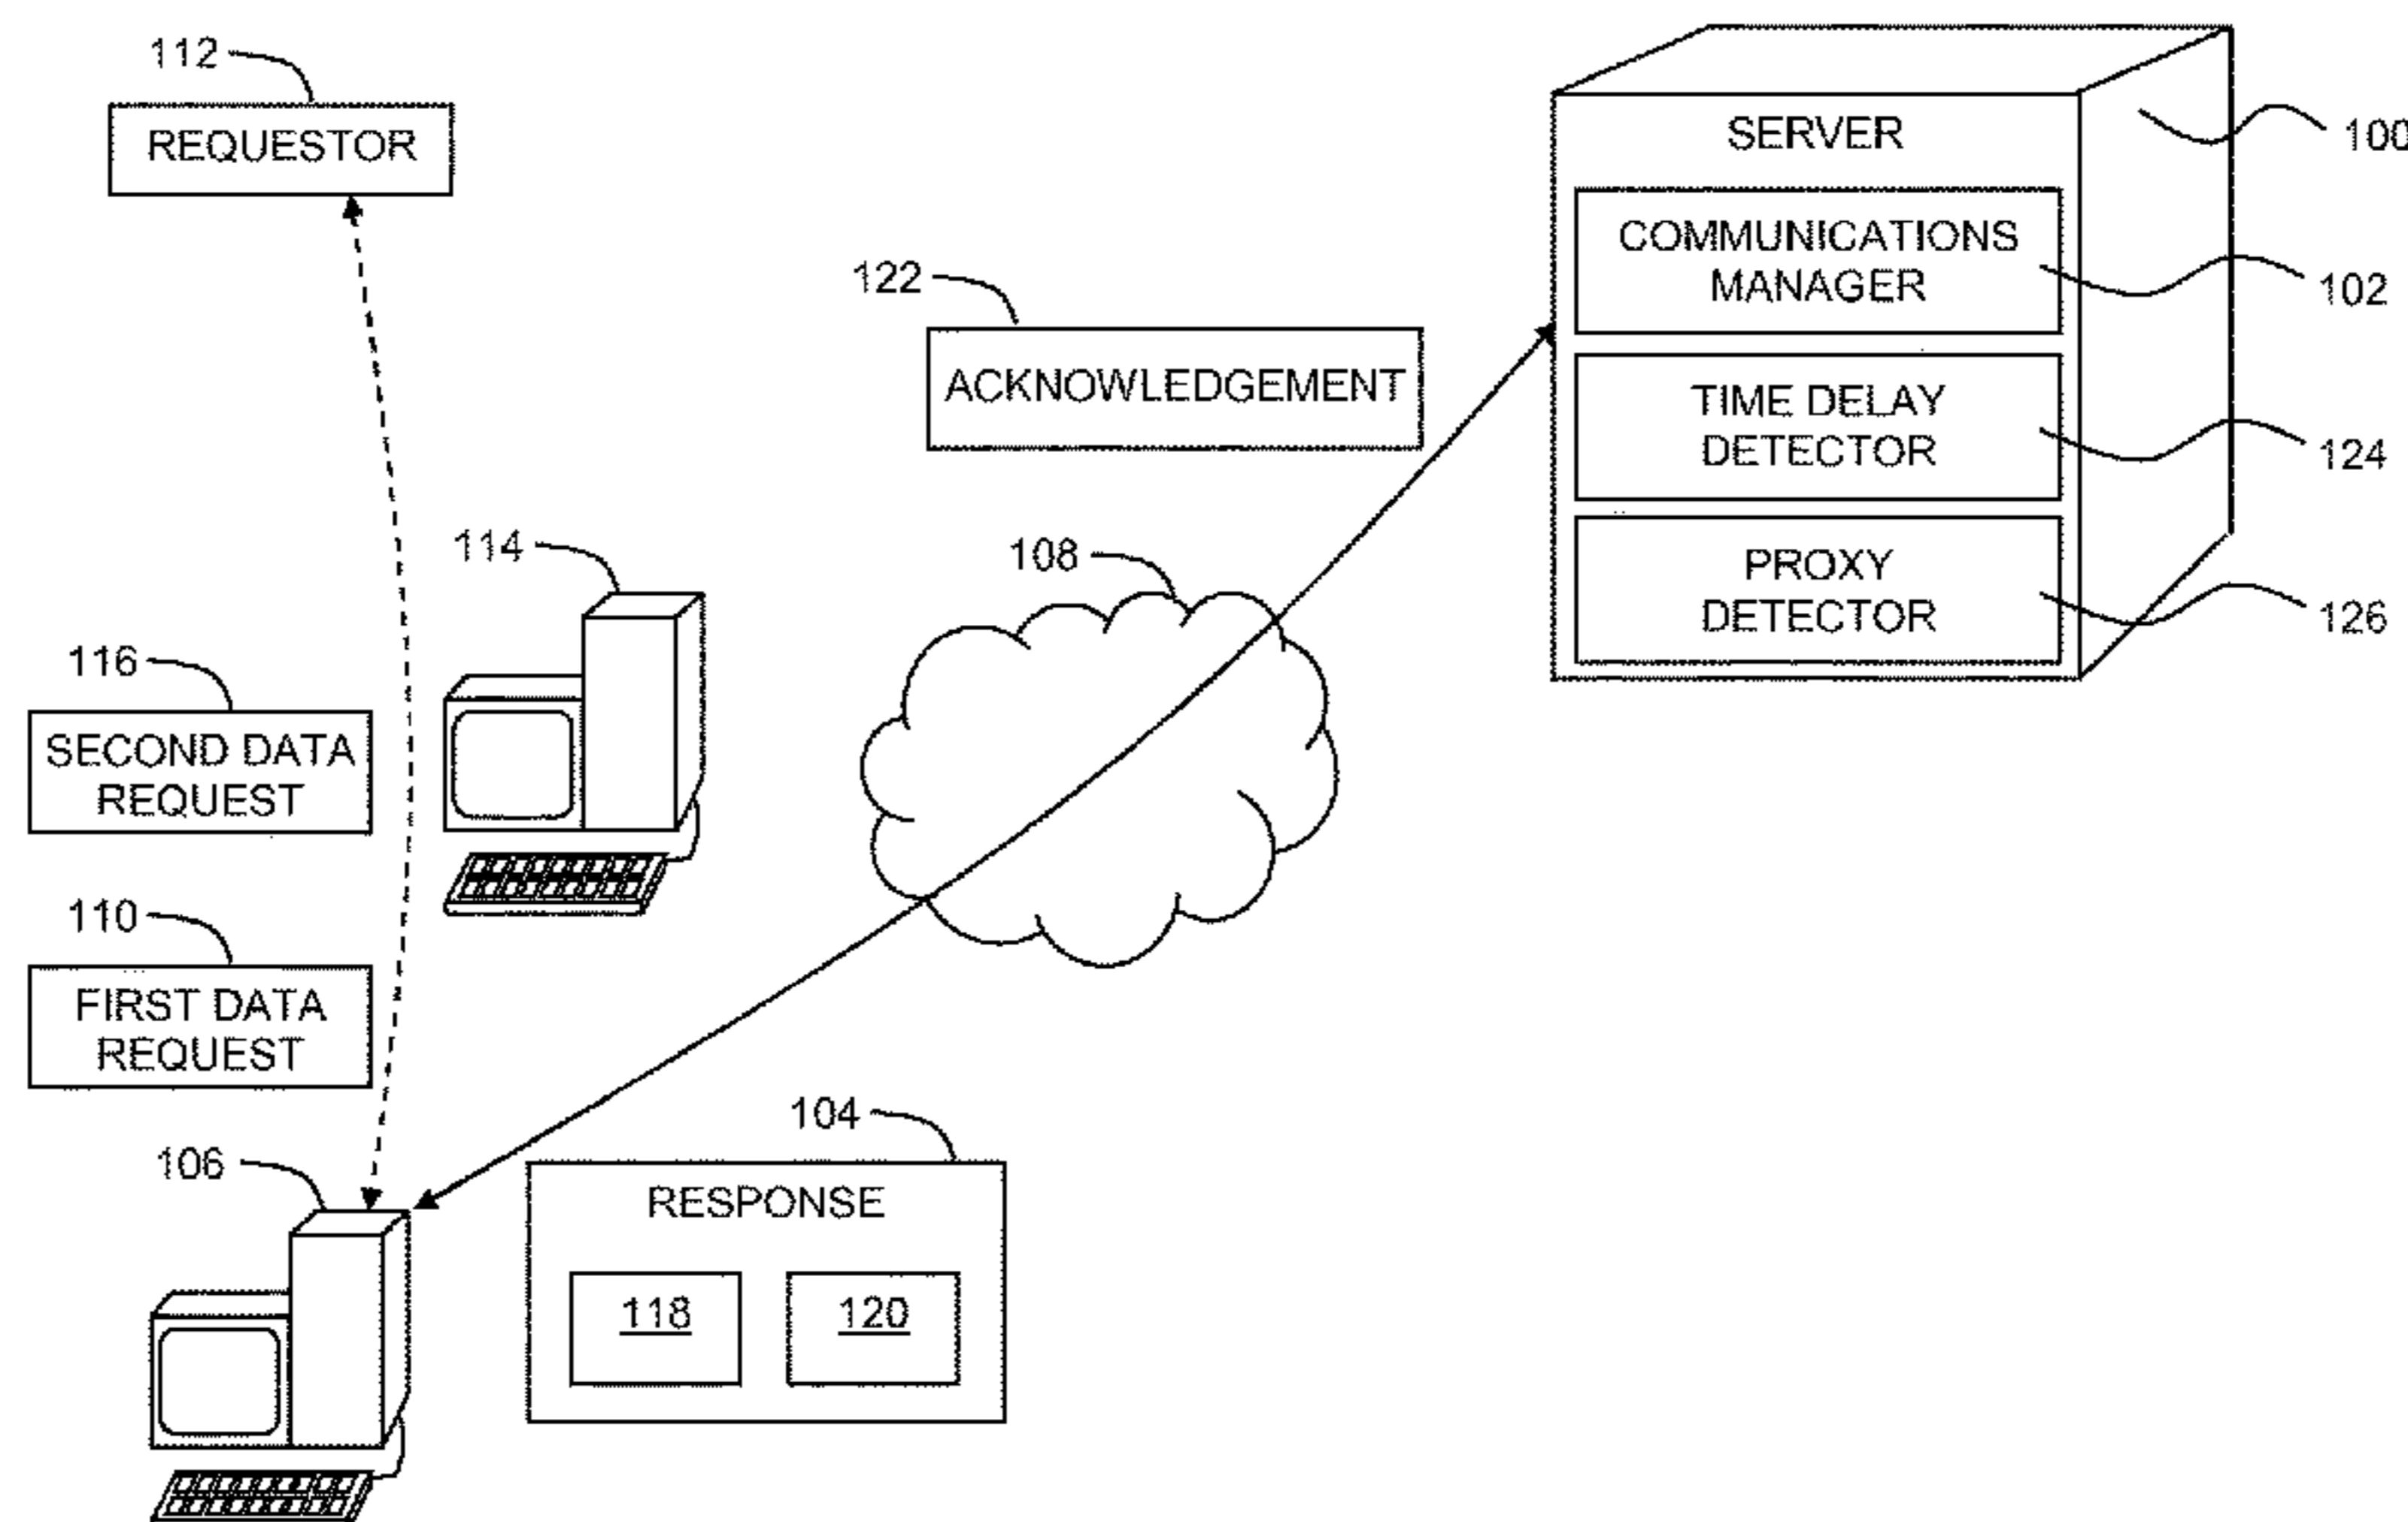 112
REQUESTOR
SERVER
100
COMMUNICATIONS
MANAGER
102
122
ACKNOWLEDGEMENT
TIME DELAY
DETECTOR
124
114
108
PROXY
DETECTOR
126
116
SECOND DATA
REQUEST
110
FIRST DATA
REQUEST
104
106
RESPONSE
118
120